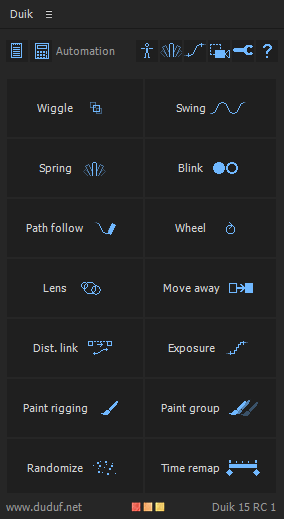 Duik
Automation
?
Wiggle
Swing
Spring
Blink
Path follow
Wheel
Lens
Move away
Dist. link
Exposure
Paint rigging
Paint group
Randomize
Time remap
www.duduf.net
Duik 15 RC 1